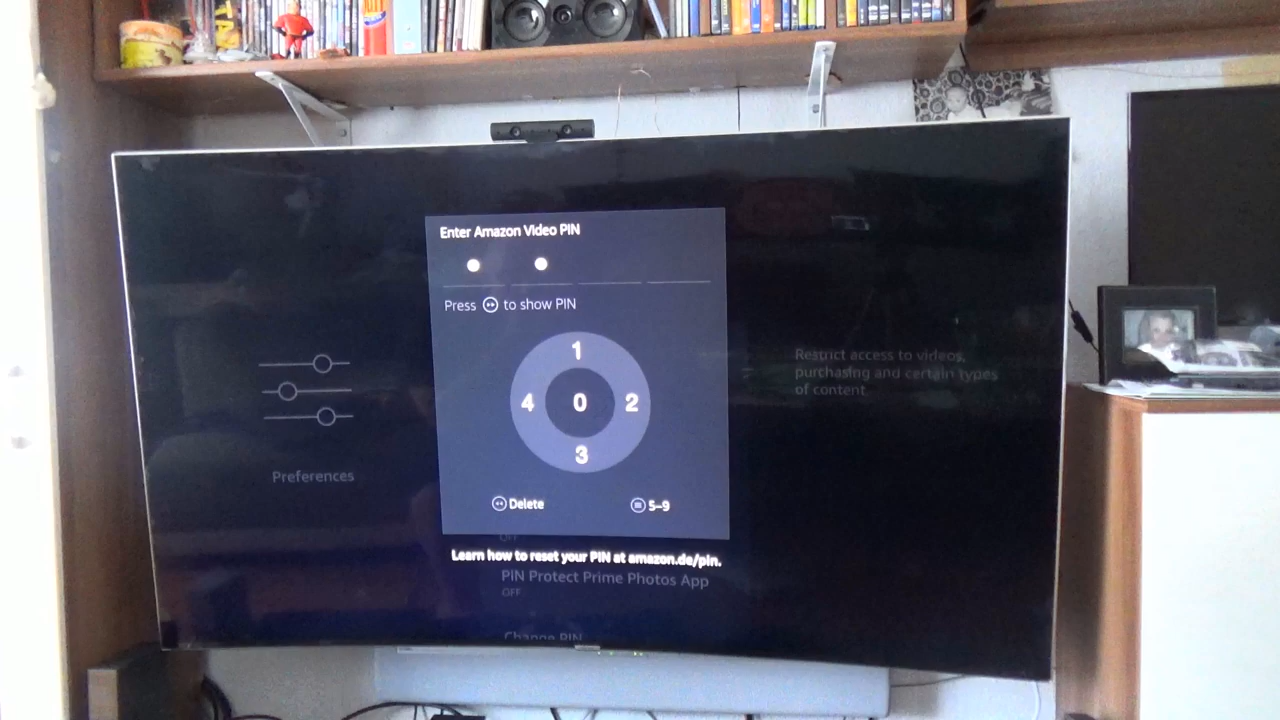 Enter Amazon Video PIN
Press to show PIN
1
4 0 2
3
Delete
5–9
Learn how to reset your PIN at amazon.de/pin.
Preferences
Restrict access to videos,
purchasing and certain types
of content
OFF
PIN Protect Prime Photos App
OFF
Change PIN